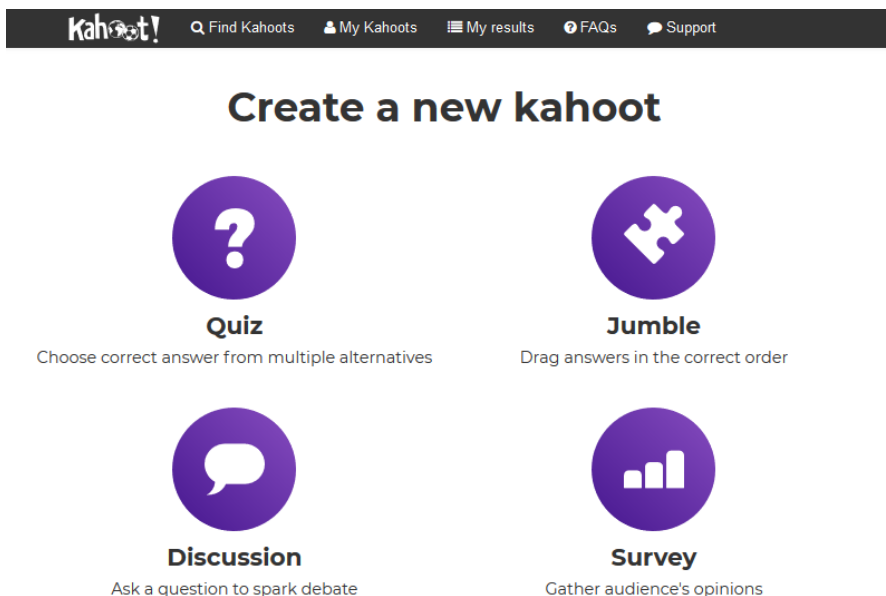 Kahoot! Find Kahoots My Kahoots My results FAQs Support
Create a new kahoot
Quiz
Choose correct answer from multiple alternatives
Jumble
Drag answers in the correct order
Discussion
Ask a question to spark debate
Survey
Gather audience's opinions